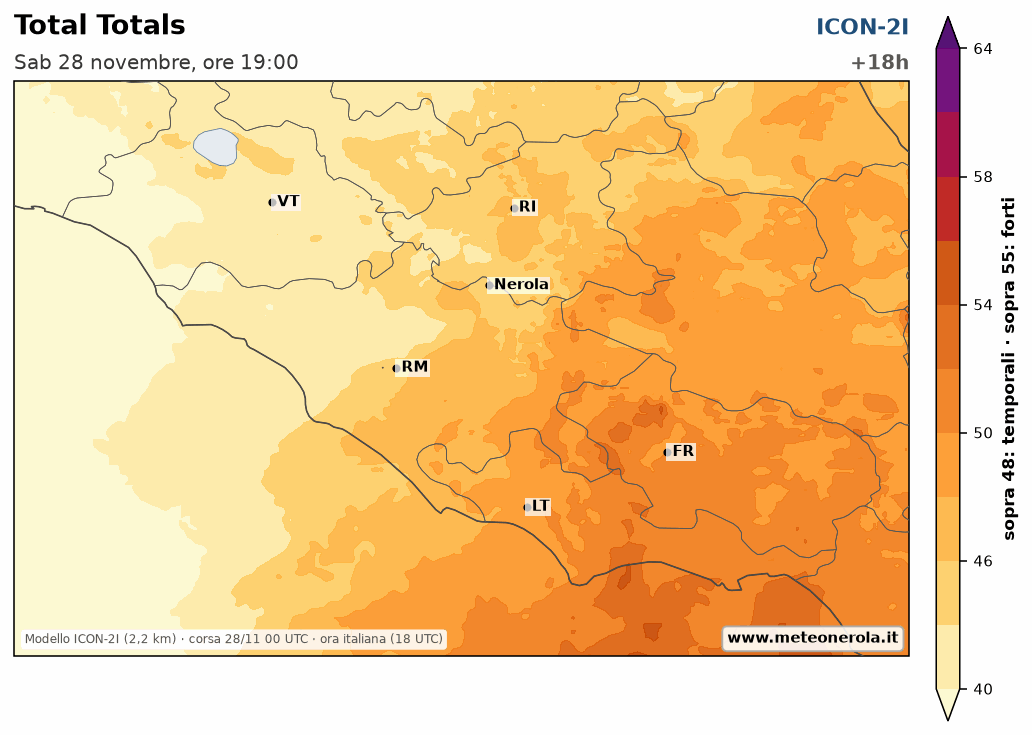 Total Totals
ICON-2I
Sab 28 novembre, ore 19:00
+18h
VT
RI
Nerola
RM
FR
LT
Modello ICON-2I (2,2 km) · corsa 28/11 00 UTC · ora italiana (18 UTC)
www.meteonerola.it
64
58
54
50
46
40
sopra 48: temporali · sopra 55: forti